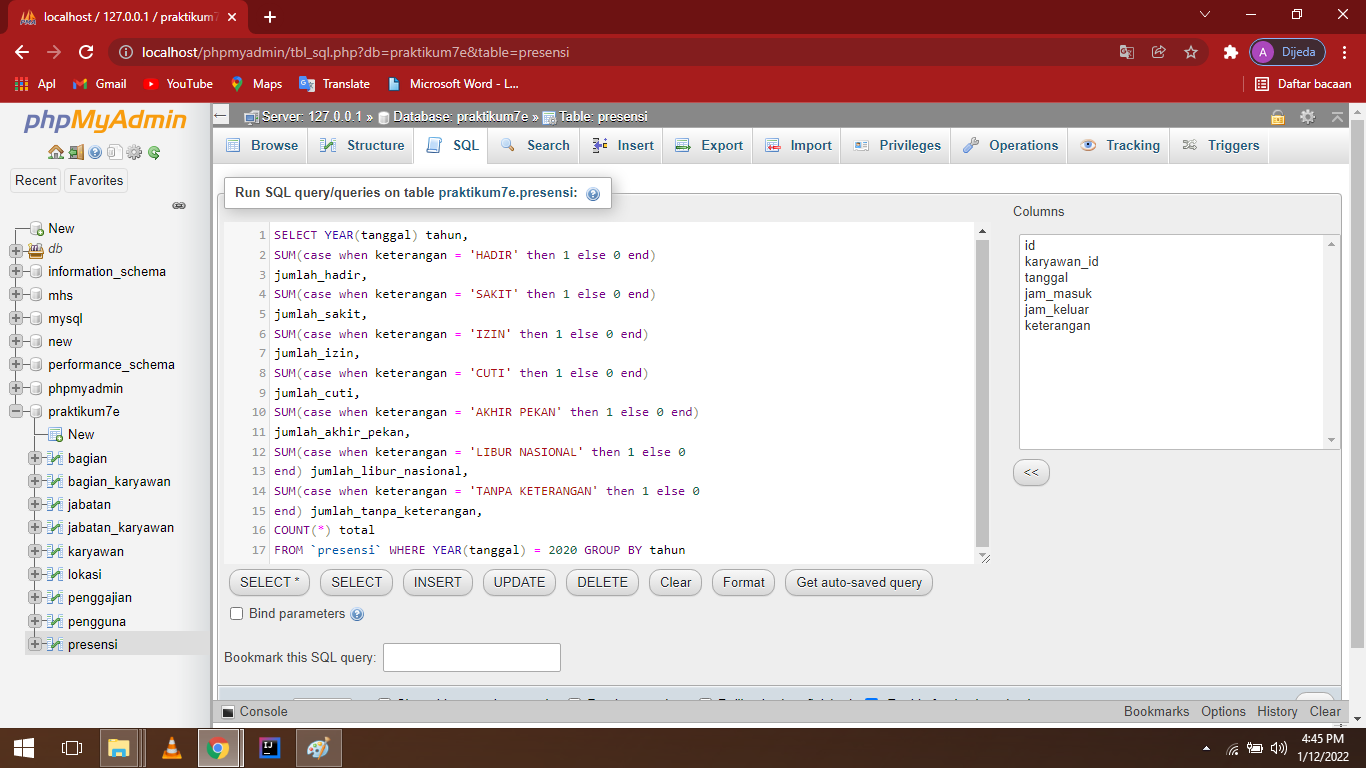 localhost / 127.0.0.1 / praktikum7
localhost/phpmyadmin/tbl_sql.php?db=praktikum7e&table=presensi
A Dijeda
Apl Gmail YouTube Maps Translate Microsoft Word - L... Daftar bacaan
phpMyAdmin
Recent Favorites
New
db
information_schema
mhs
mysql
new
performance_schema
phpmyadmin
praktikum7e
New
bagian
bagian_karyawan
jabatan
jabatan_karyawan
karyawan
lokasi
penggajian
pengguna
presensi
Server: 127.0.0.1 » Database: praktikum7e » Table: presensi
Browse Structure SQL Search Insert Export Import Privileges Operations Tracking Triggers
Run SQL query/queries on table praktikum7e.presensi:
1 SELECT YEAR(tanggal) tahun,
2 SUM(case when keterangan = 'HADIR' then 1 else 0 end)
3 jumlah_hadir,
4 SUM(case when keterangan = 'SAKIT' then 1 else 0 end)
5 jumlah_sakit,
6 SUM(case when keterangan = 'IZIN' then 1 else 0 end)
7 jumlah_izin,
8 SUM(case when keterangan = 'CUTI' then 1 else 0 end)
9 jumlah_cuti,
10 SUM(case when keterangan = 'AKHIR PEKAN' then 1 else 0 end)
11 jumlah_akhir_pekan,
12 SUM(case when keterangan = 'LIBUR NASIONAL' then 1 else 0
13 end) jumlah_libur_nasional,
14 SUM(case when keterangan = 'TANPA KETERANGAN' then 1 else 0
15 end) jumlah_tanpa_keterangan,
16 COUNT(*) total
17 FROM `presensi` WHERE YEAR(tanggal) = 2020 GROUP BY tahun
Columns
id
karyawan_id
tanggal
jam_masuk
jam_keluar
keterangan
<<
SELECT * SELECT INSERT UPDATE DELETE Clear Format Get auto-saved query
Bind parameters
Bookmark this SQL query:
Console Bookmarks Options History Clear
4:45 PM
1/12/2022